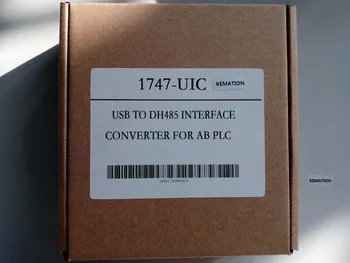 1747-UIC KEMATION
USB TO DH485 INTERFACE
CONVERTER FOR AB PLC
KEMATION